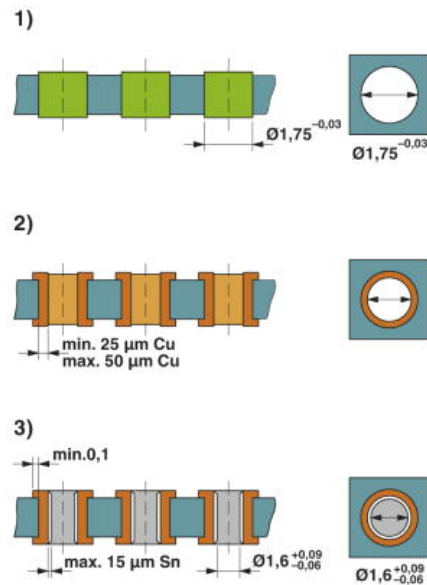 1)
Ø1,75⁻⁰,⁰³
Ø1,75⁻⁰,⁰³
2)
min. 25 µm Cu
max. 50 µm Cu
3)
min.0,1
max. 15 µm Sn
Ø1,6 +0,09 -0,06
Ø1,6 +0,09 -0,06